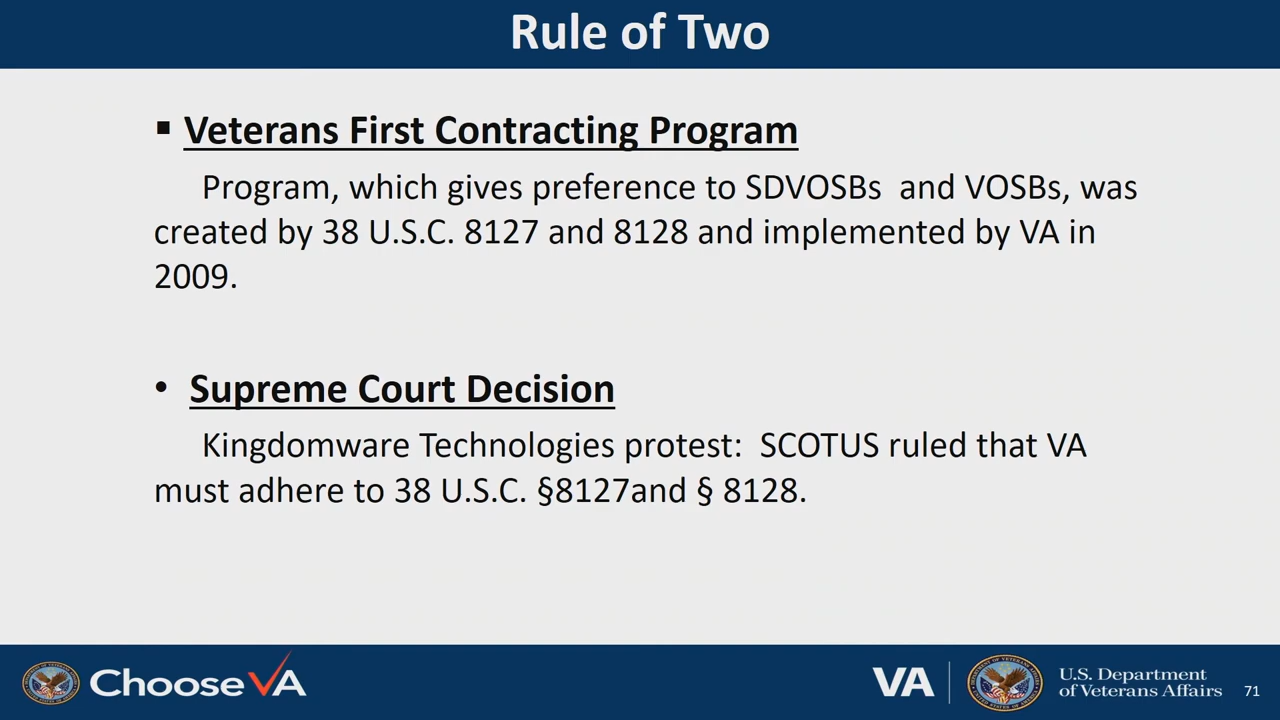 Rule of Two
▪ Veterans First Contracting Program
Program, which gives preference to SDVOSBs and VOSBs, was
created by 38 U.S.C. 8127 and 8128 and implemented by VA in
2009.
• Supreme Court Decision
Kingdomware Technologies protest: SCOTUS ruled that VA
must adhere to 38 U.S.C. §8127and § 8128.
Choose VA
VA
U.S. Department
of Veterans Affairs
71